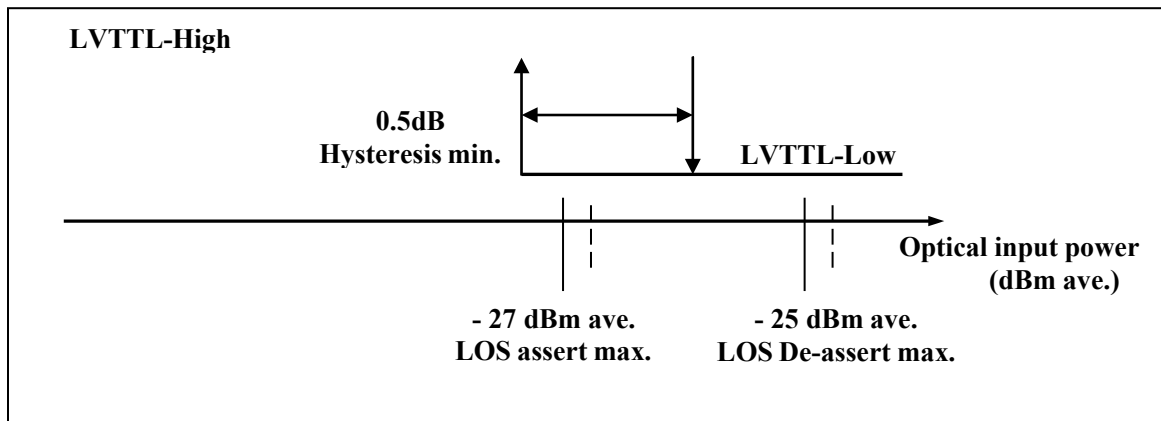 LVTTL-High
0.5dB
Hysteresis min.
LVTTL-Low
Optical input power
(dBm ave.)
- 27 dBm ave.
LOS assert max.
- 25 dBm ave.
LOS De-assert max.